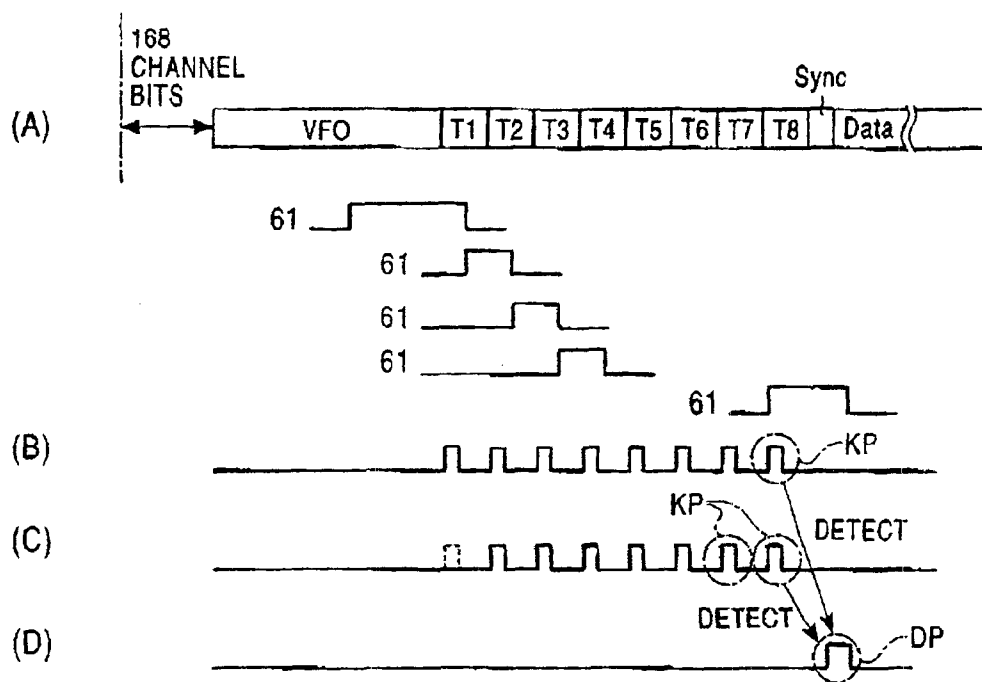 168
CHANNEL
BITS
Sync
(A)
VFO T1 T2 T3 T4 T5 T6 T7 T8 Data
61
61
61
61
61
(B)
KP
KP
DETECT
(C)
DETECT
(D)
DP